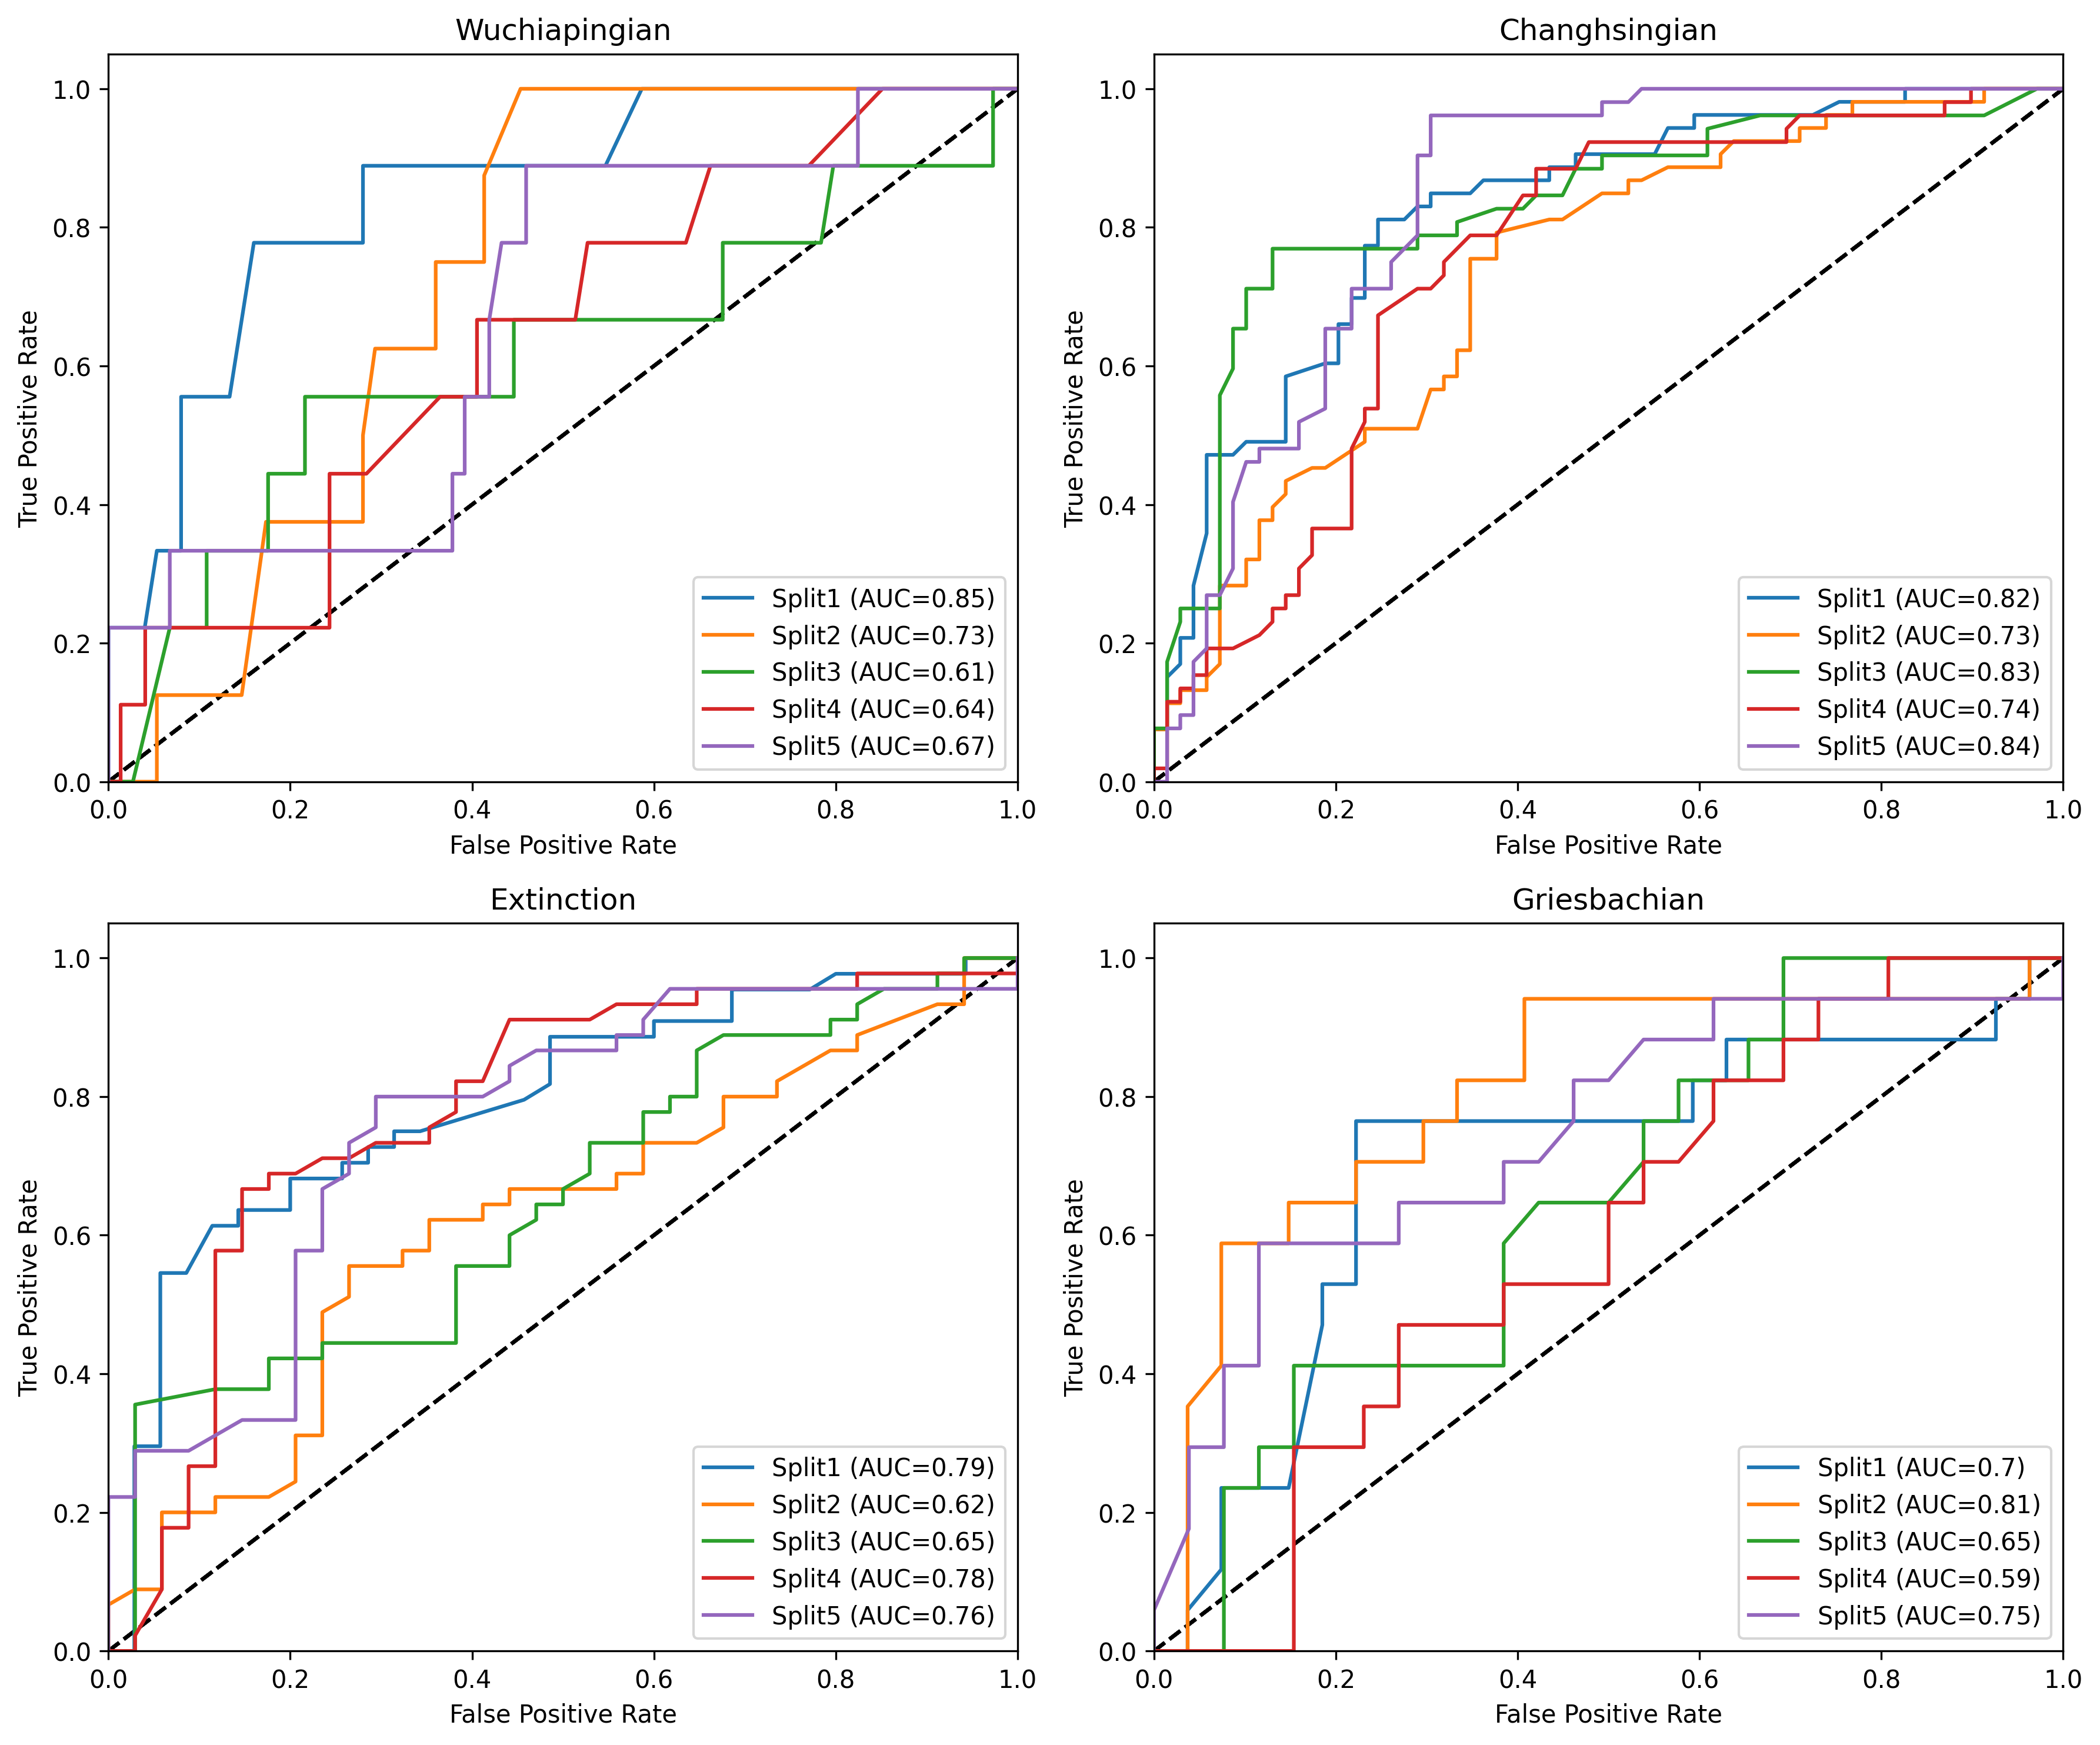 Wuchiapingian
True Positive Rate
1.0
0.8
0.6
0.4
0.2
0.0
0.0 0.2 0.4 0.6 0.8 1.0
False Positive Rate
Split1 (AUC=0.85)
Split2 (AUC=0.73)
Split3 (AUC=0.61)
Split4 (AUC=0.64)
Split5 (AUC=0.67)
Changhsingian
True Positive Rate
1.0
0.8
0.6
0.4
0.2
0.0
0.0 0.2 0.4 0.6 0.8 1.0
False Positive Rate
Split1 (AUC=0.82)
Split2 (AUC=0.73)
Split3 (AUC=0.83)
Split4 (AUC=0.74)
Split5 (AUC=0.84)
Extinction
True Positive Rate
1.0
0.8
0.6
0.4
0.2
0.0
0.0 0.2 0.4 0.6 0.8 1.0
False Positive Rate
Split1 (AUC=0.79)
Split2 (AUC=0.62)
Split3 (AUC=0.65)
Split4 (AUC=0.78)
Split5 (AUC=0.76)
Griesbachian
True Positive Rate
1.0
0.8
0.6
0.4
0.2
0.0
0.0 0.2 0.4 0.6 0.8 1.0
False Positive Rate
Split1 (AUC=0.7)
Split2 (AUC=0.81)
Split3 (AUC=0.65)
Split4 (AUC=0.59)
Split5 (AUC=0.75)